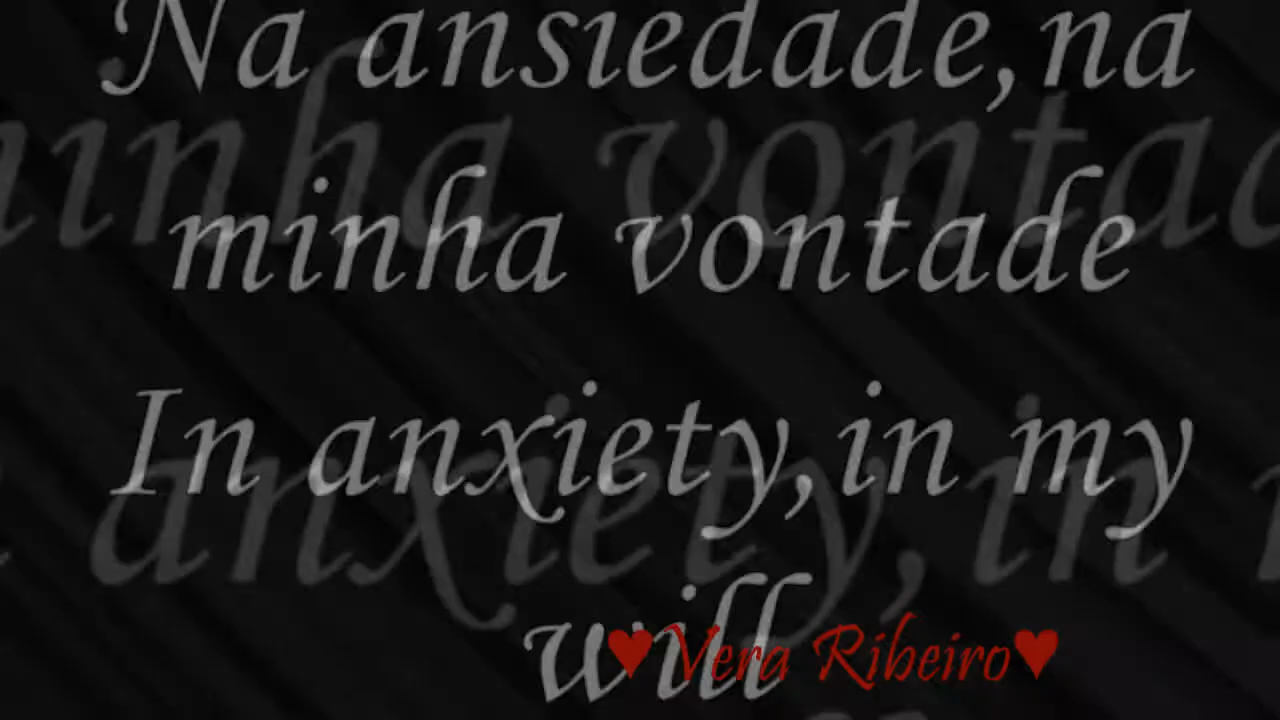 Na ansiedade,na
minha vontade
In anxiety,in my
will
♥Vera Ribeiro♥